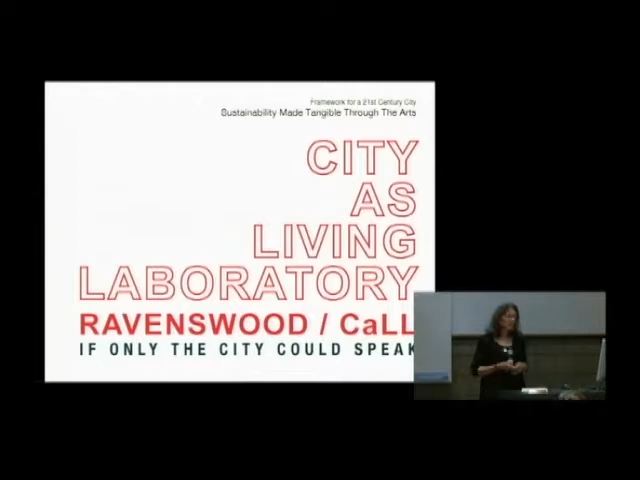 Framework for a 21st Century City
Sustainability Made Tangible Through The Arts
CITY
AS
LIVING
LABORATORY
RAVENSWOOD / CaLL
IF ONLY THE CITY COULD SPEAK